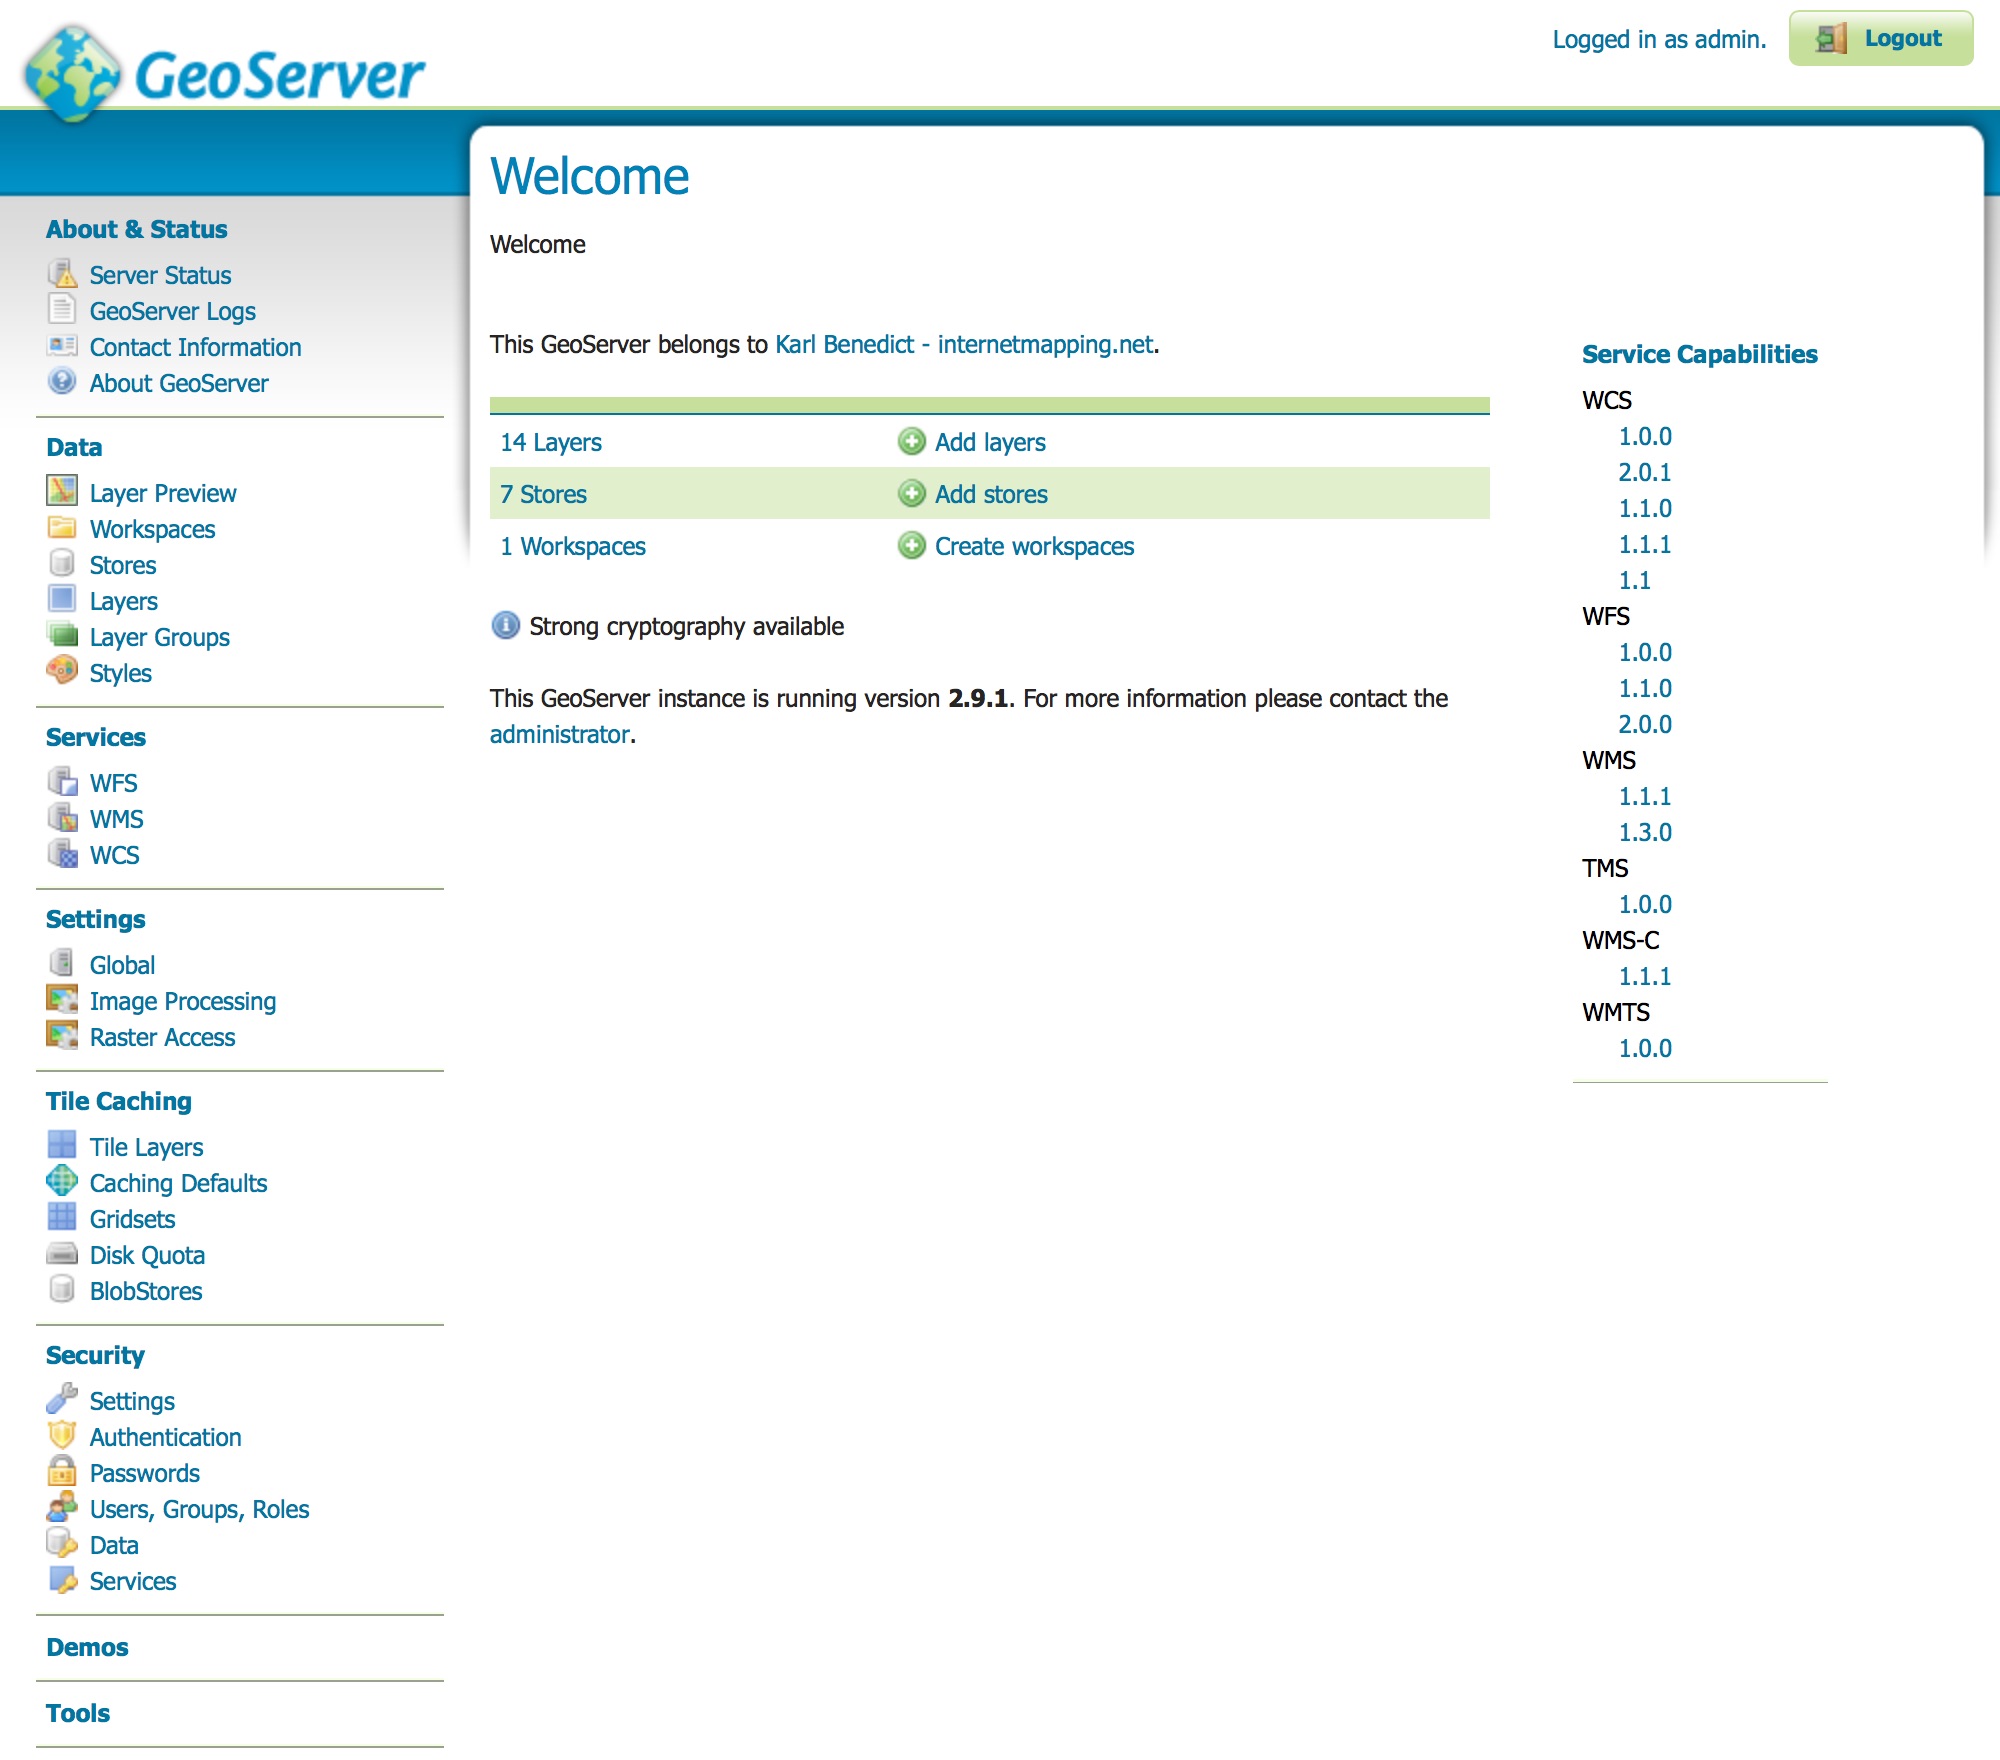 GeoServer
Logged in as admin.
Logout
About & Status
Server Status
GeoServer Logs
Contact Information
About GeoServer
Data
Layer Preview
Workspaces
Stores
Layers
Layer Groups
Styles
Services
WFS
WMS
WCS
Settings
Global
Image Processing
Raster Access
Tile Caching
Tile Layers
Caching Defaults
Gridsets
Disk Quota
BlobStores
Security
Settings
Authentication
Passwords
Users, Groups, Roles
Data
Services
Demos
Tools
Welcome
Welcome
This GeoServer belongs to Karl Benedict - internetmapping.net.
14 Layers Add layers
7 Stores Add stores
1 Workspaces Create workspaces
Strong cryptography available
This GeoServer instance is running version 2.9.1. For more information please contact the
administrator.
Service Capabilities
WCS
1.0.0
2.0.1
1.1.0
1.1.1
1.1
WFS
1.0.0
1.1.0
2.0.0
WMS
1.1.1
1.3.0
TMS
1.0.0
WMS-C
1.1.1
WMTS
1.0.0